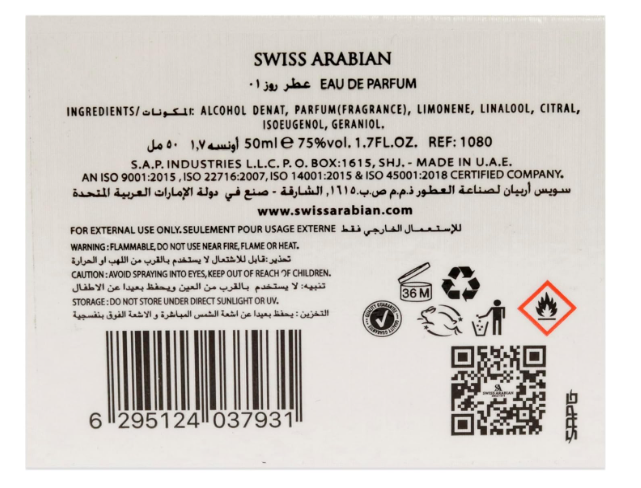 SWISS ARABIAN
عطر روز ٠١ EAU DE PARFUM
INGREDIENTS/المكونات: ALCOHOL DENAT, PARFUM(FRAGRANCE), LIMONENE, LINALOOL, CITRAL,
ISOEUGENOL, GERANIOL.
٥٠ مل ١,٧ أونسه 50ml e 75%vol. 1.7FL.OZ. REF: 1080
S.A.P. INDUSTRIES L.L.C. P. O. BOX:1615, SHJ. - MADE IN U.A.E.
AN ISO 9001:2015 , ISO 22716:2007, ISO 14001:2015 & ISO 45001:2018 CERTIFIED COMPANY.
سويس أربيان لصناعة العطور ذ.م.م ص.ب.١٦١٥, الشارقة - صنع في دولة الإمارات العربية المتحدة
www.swissarabian.com
FOR EXTERNAL USE ONLY. SEULEMENT POUR USAGE EXTERNE للإستعمال الخارجي فقط
WARNING : FLAMMABLE, DO NOT USE NEAR FIRE, FLAME OR HEAT.
تحذير: قابل للاشتعال لا يستخدم بالقرب من اللهب او الحرارة
CAUTION : AVOID SPRAYING INTO EYES, KEEP OUT OF REACH OF CHILDREN.
تنبيه: لا يستخدم بالقرب من العين ويحفظ بعيدا عن الاطفال
STORAGE : DO NOT STORE UNDER DIRECT SUNLIGHT OR UV.
التخزين : يحفظ بعيدا عن اشعة الشمس المباشرة و الاشعة الفوق بنفسجية
36 M
SWISS ARABIAN
6 295124 037931
SAPG